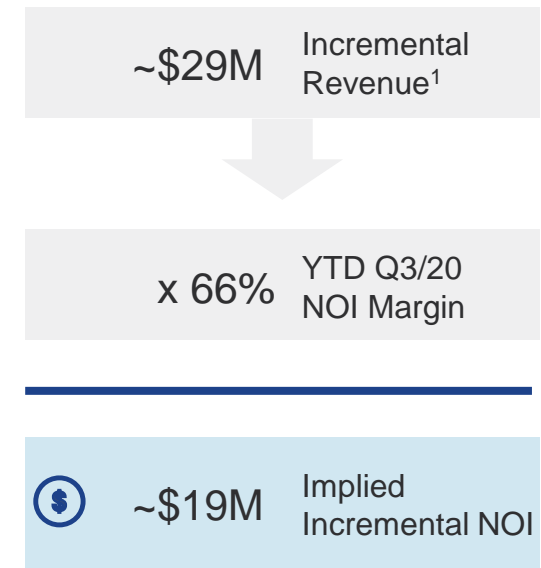 ~$29M Incremental
Revenue¹
x 66% YTD Q3/20
NOI Margin
$ ~$19M Implied
Incremental NOI